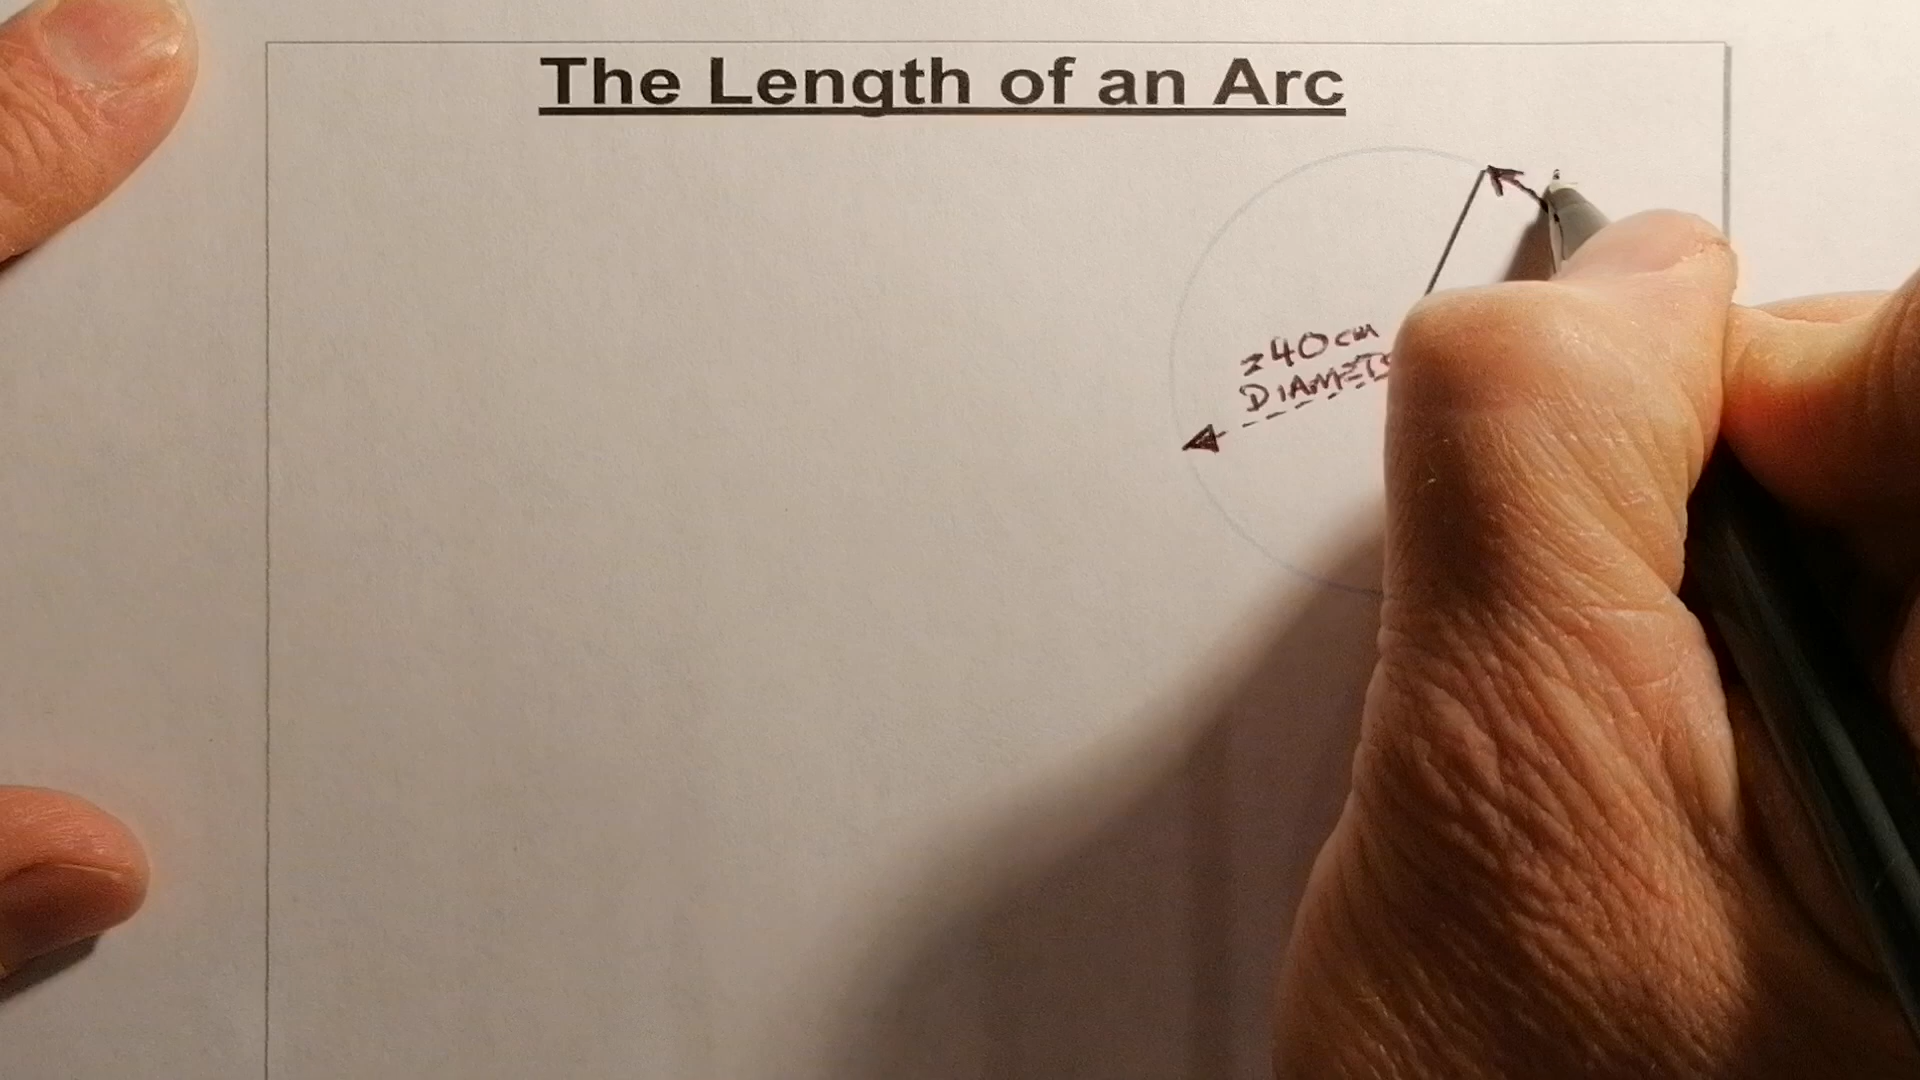 The Length of an Arc
=40cm